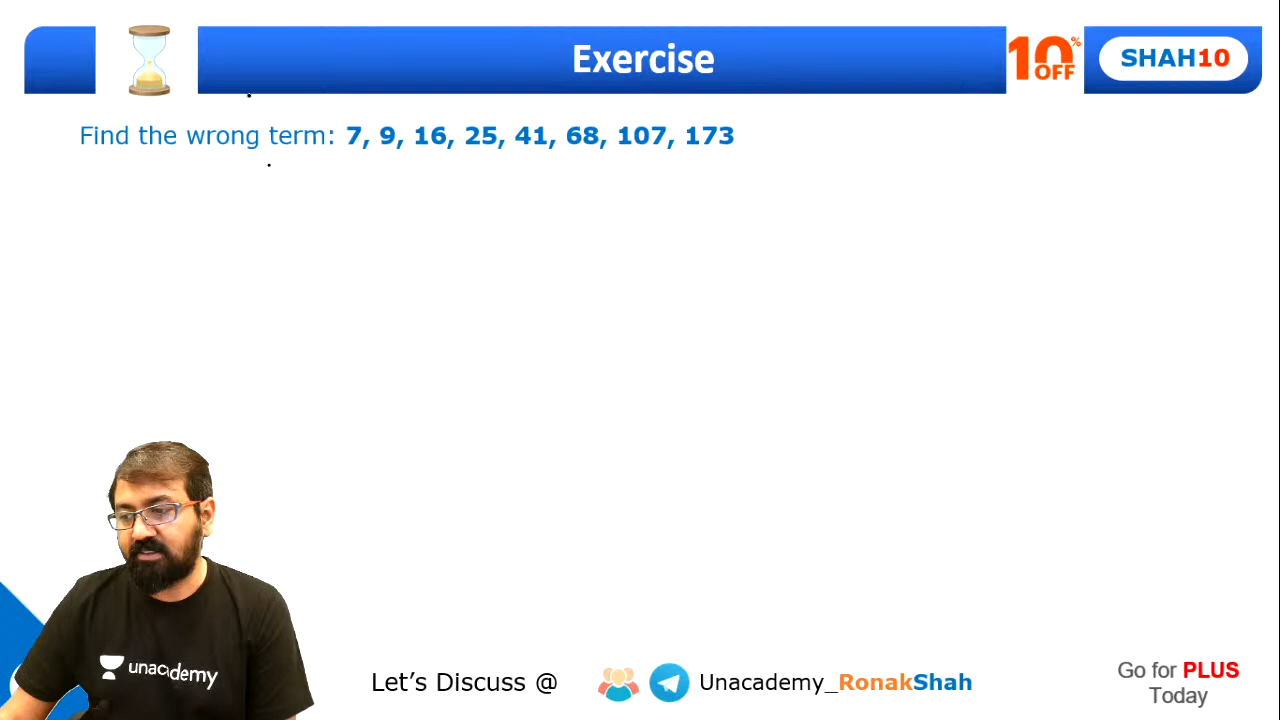 Exercise
10% OFF
SHAH10
Find the wrong term: 7, 9, 16, 25, 41, 68, 107, 173
unacademy
Let’s Discuss @ Unacademy_RonakShah
Go for PLUS
Today